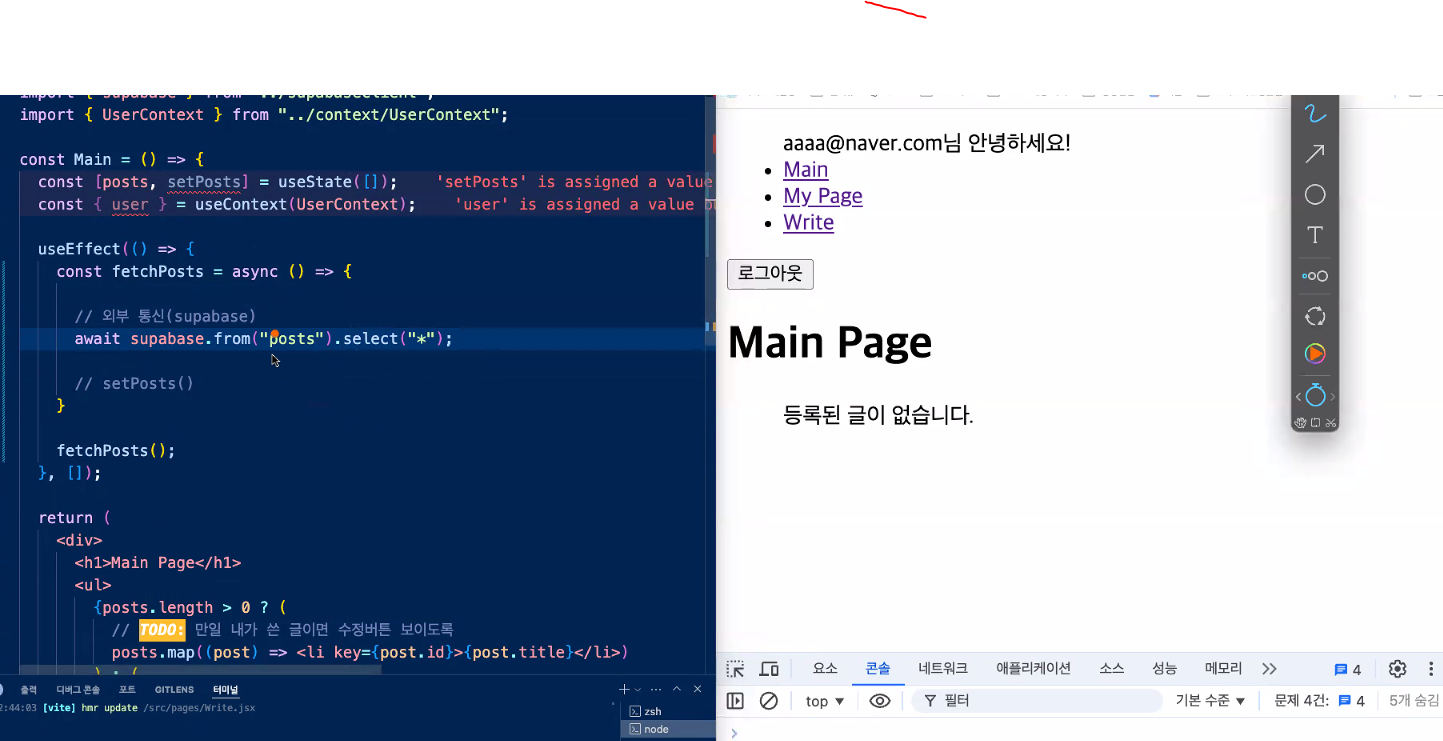 import { supabase } from "../supabaseClient";
import { UserContext } from "../context/UserContext";
const Main = () => {
const [posts, setPosts] = useState([]); 'setPosts' is assigned a value
const { user } = useContext(UserContext); 'user' is assigned a value
useEffect(() => {
const fetchPosts = async () => {
// 외부 통신(supabase)
await supabase.from("posts").select("*");
// setPosts()
}
fetchPosts();
}, []);
return (
<div>
<h1>Main Page</h1>
<ul>
{posts.length > 0 ? (
// TODO: 만일 내가 쓴 글이면 수정버튼 보이도록
posts.map((post) => <li key={post.id}>{post.title}</li>)
) : (
출력 디버그 콘솔 포트 GITLENS 터미널
2:44:03 [vite] hmr update /src/pages/Write.jsx
zsh
node
aaaa@naver.com님 안녕하세요!
Main
My Page
Write
로그아웃
Main Page
등록된 글이 없습니다.
T
요소 콘솔 네트워크 애플리케이션 소스 성능 메모리 4
top 필터 기본 수준 문제 4건: 4 5개 숨김